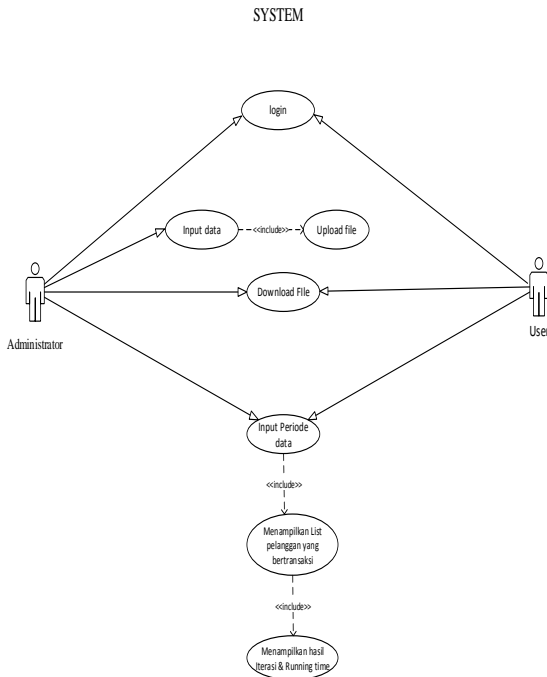 SYSTEM
login
Input data
<<include>>
Upload file
Download FIle
Administrator
User
Input Periode
data
<<include>>
Menampilkan List
pelanggan yang
bertransaksi
<<include>>
Menampilkan hasil
Iterasi & Running time